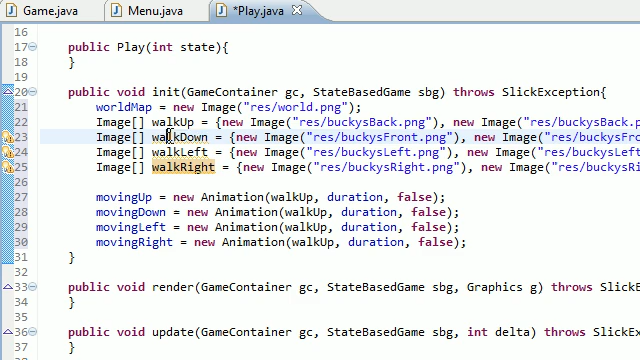 Game.java Menu.java *Play.java
16
17 public Play(int state){
18 }
19
20 public void init(GameContainer gc, StateBasedGame sbg) throws SlickException{
21 worldMap = new Image("res/world.png");
22 Image[] walkUp = {new Image("res/buckysBack.png"), new Image("res/buckysBack.p
23 Image[] walkDown = {new Image("res/buckysFront.png"), new Image("res/buckysFro
24 Image[] walkLeft = {new Image("res/buckysLeft.png"), new Image("res/buckysLeft
25 Image[] walkRight = {new Image("res/buckysRight.png"), new Image("res/buckysRi
26
27 movingUp = new Animation(walkUp, duration, false);
28 movingDown = new Animation(walkUp, duration, false);
29 movingLeft = new Animation(walkUp, duration, false);
30 movingRight = new Animation(walkUp, duration, false);
31 }
32
33 public void render(GameContainer gc, StateBasedGame sbg, Graphics g) throws SlickE
34 }
35
36 public void update(GameContainer gc, StateBasedGame sbg, int delta) throws SlickEx
37 }